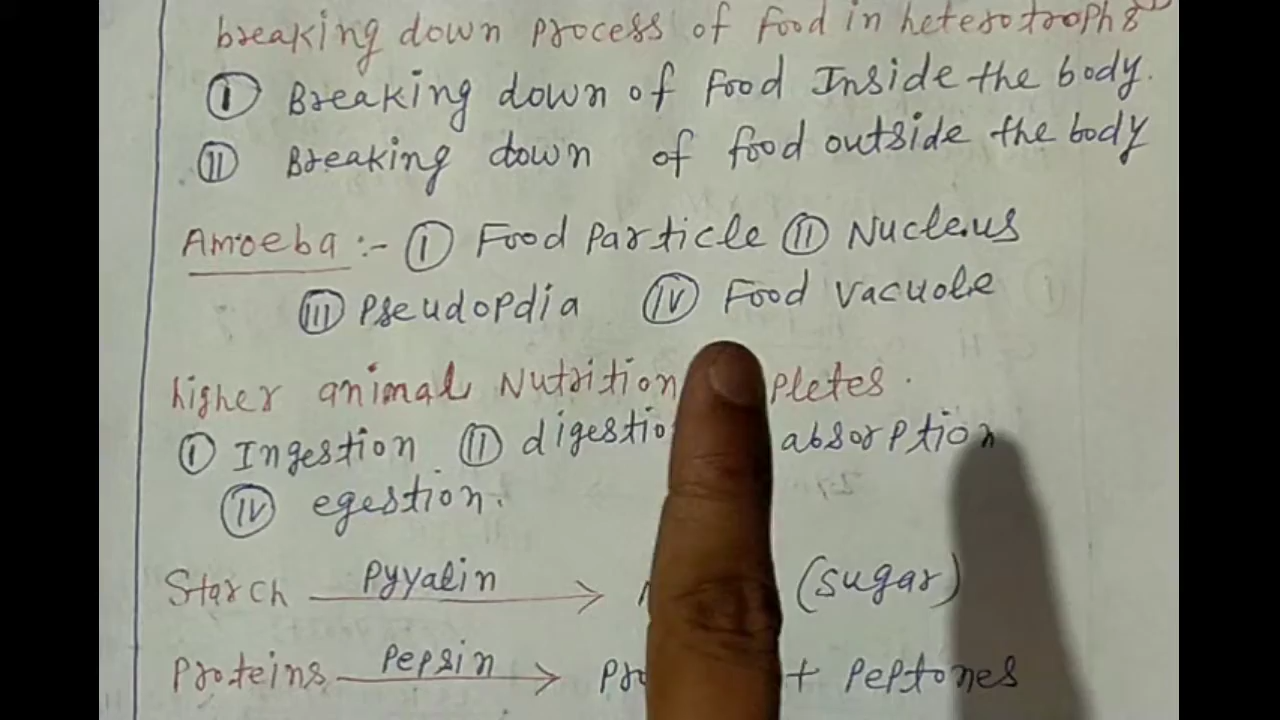 breaking down process of food in heterotrophs
I Breaking down of food Inside the body.
II Breaking down of food outside the body
Amoeba :- I Food Particle II Nucleus
III Pseudopdia IV Food vacuole
higher animal Nutrition pletes.
I Ingestion II digestio absorption
IV egestion.
Starch Pyyalin → (sugar)
Proteins Pepsin → Pro + Peptones